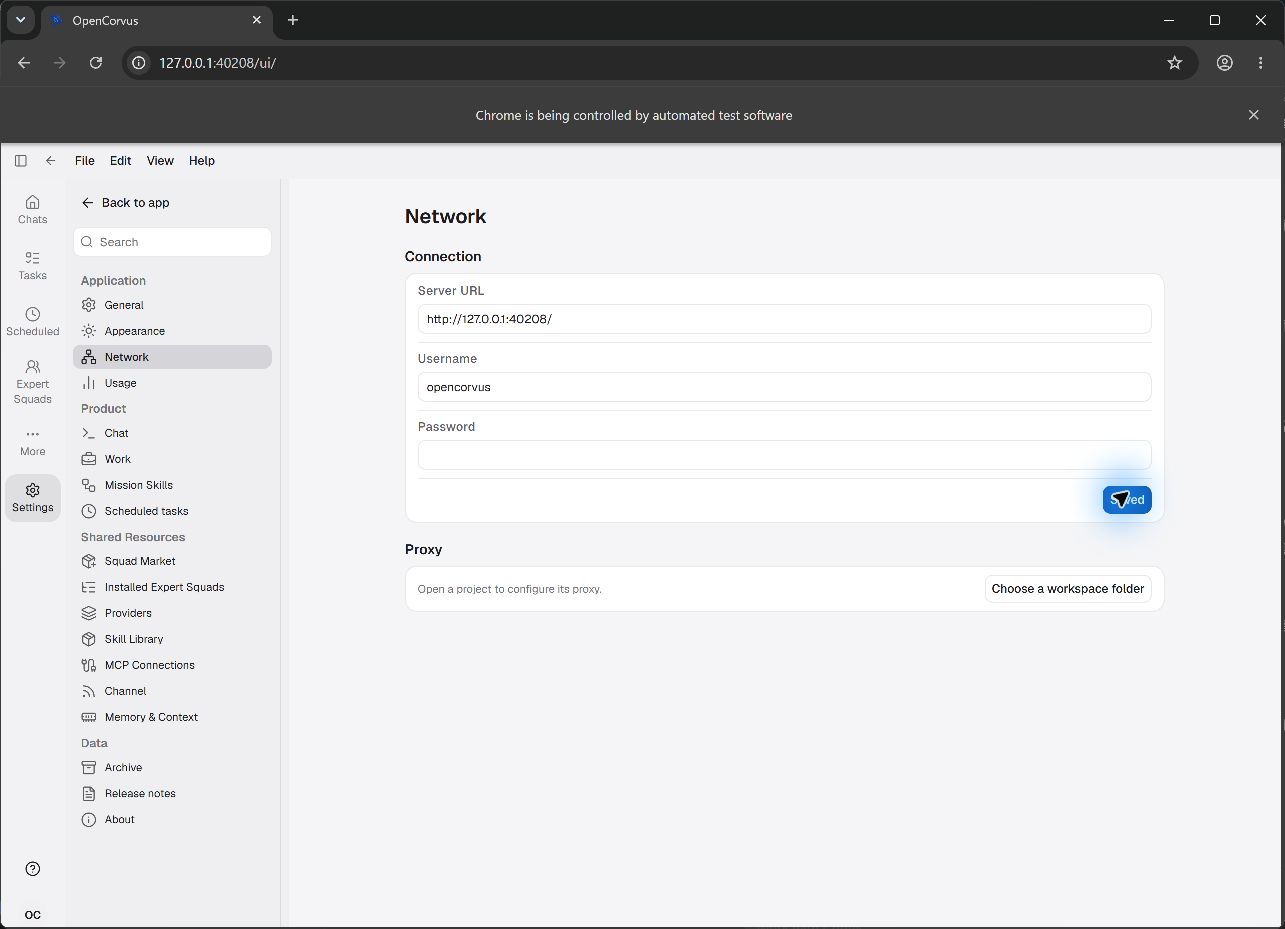 OpenCorvus
127.0.0.1:40208/ui/
Chrome is being controlled by automated test software
File Edit View Help
Chats
Tasks
Scheduled
Expert
Squads
More
Settings
OC
Back to app
Search
Application
General
Appearance
Network
Usage
Product
Chat
Work
Mission Skills
Scheduled tasks
Shared Resources
Squad Market
Installed Expert Squads
Providers
Skill Library
MCP Connections
Channel
Memory & Context
Data
Archive
Release notes
About
Network
Connection
Server URL
http://127.0.0.1:40208/
Username
opencorvus
Password
Proxy
Open a project to configure its proxy.
Choose a workspace folder